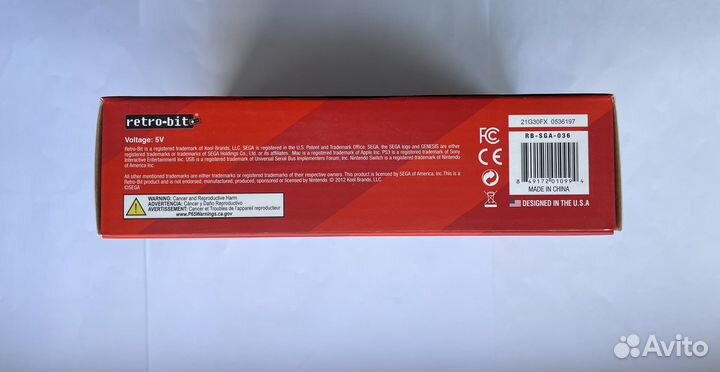 retro-bit
Voltage: 5V
Retro-Bit is a registered trademark of Kool Brands, LLC. SEGA is registered in the U.S. Patent and Trademark Office. SEGA, the SEGA logo and GENESIS are either
registered trademarks or trademarks of SEGA Holdings Co., Ltd. or its affiliates. Mac is a registered trademark of Apple Inc. PS3 is a registered trademark of Sony
Interactive Entertainment Inc. USB is a registered trademark of Universal Serial Bus Implementers Forum, Inc. Nintendo Switch is a registered trademark of Nintendo
of America Inc.
All other mentioned trademarks are either trademarks or registered trademarks of their respective owners. This product is licensed by SEGA of America, Inc.This is a
Retro-Bit product and is not endorsed, manufactured, produced, sponsored or licensed by Nintendo. © 2012 Kool Brands, LLC.
©SEGA
WARNING: Cancer and Reproductive Harm
ADVERTENCIA: Cáncer y Daño Reproductivo
AVERTISSEMENT: Cancer et Troubles de l'appareil reproducteur
www.P65Warnings.ca.gov
FC
CE
21G30FX 0536197
RB-SGA-036
8 49172 01099 4
MADE IN CHINA
DESIGNED IN THE U.S.A
Avito